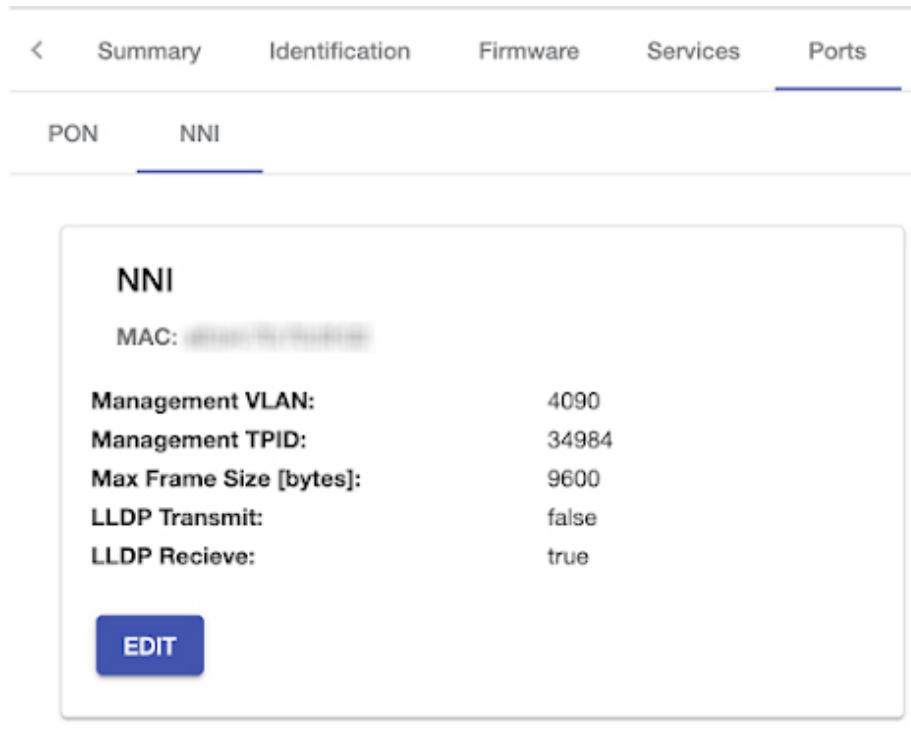 Summary Identification Firmware Services Ports
PON NNI
NNI
MAC:
Management VLAN: 4090
Management TPID: 34984
Max Frame Size [bytes]: 9600
LLDP Transmit: false
LLDP Recieve: true
EDIT